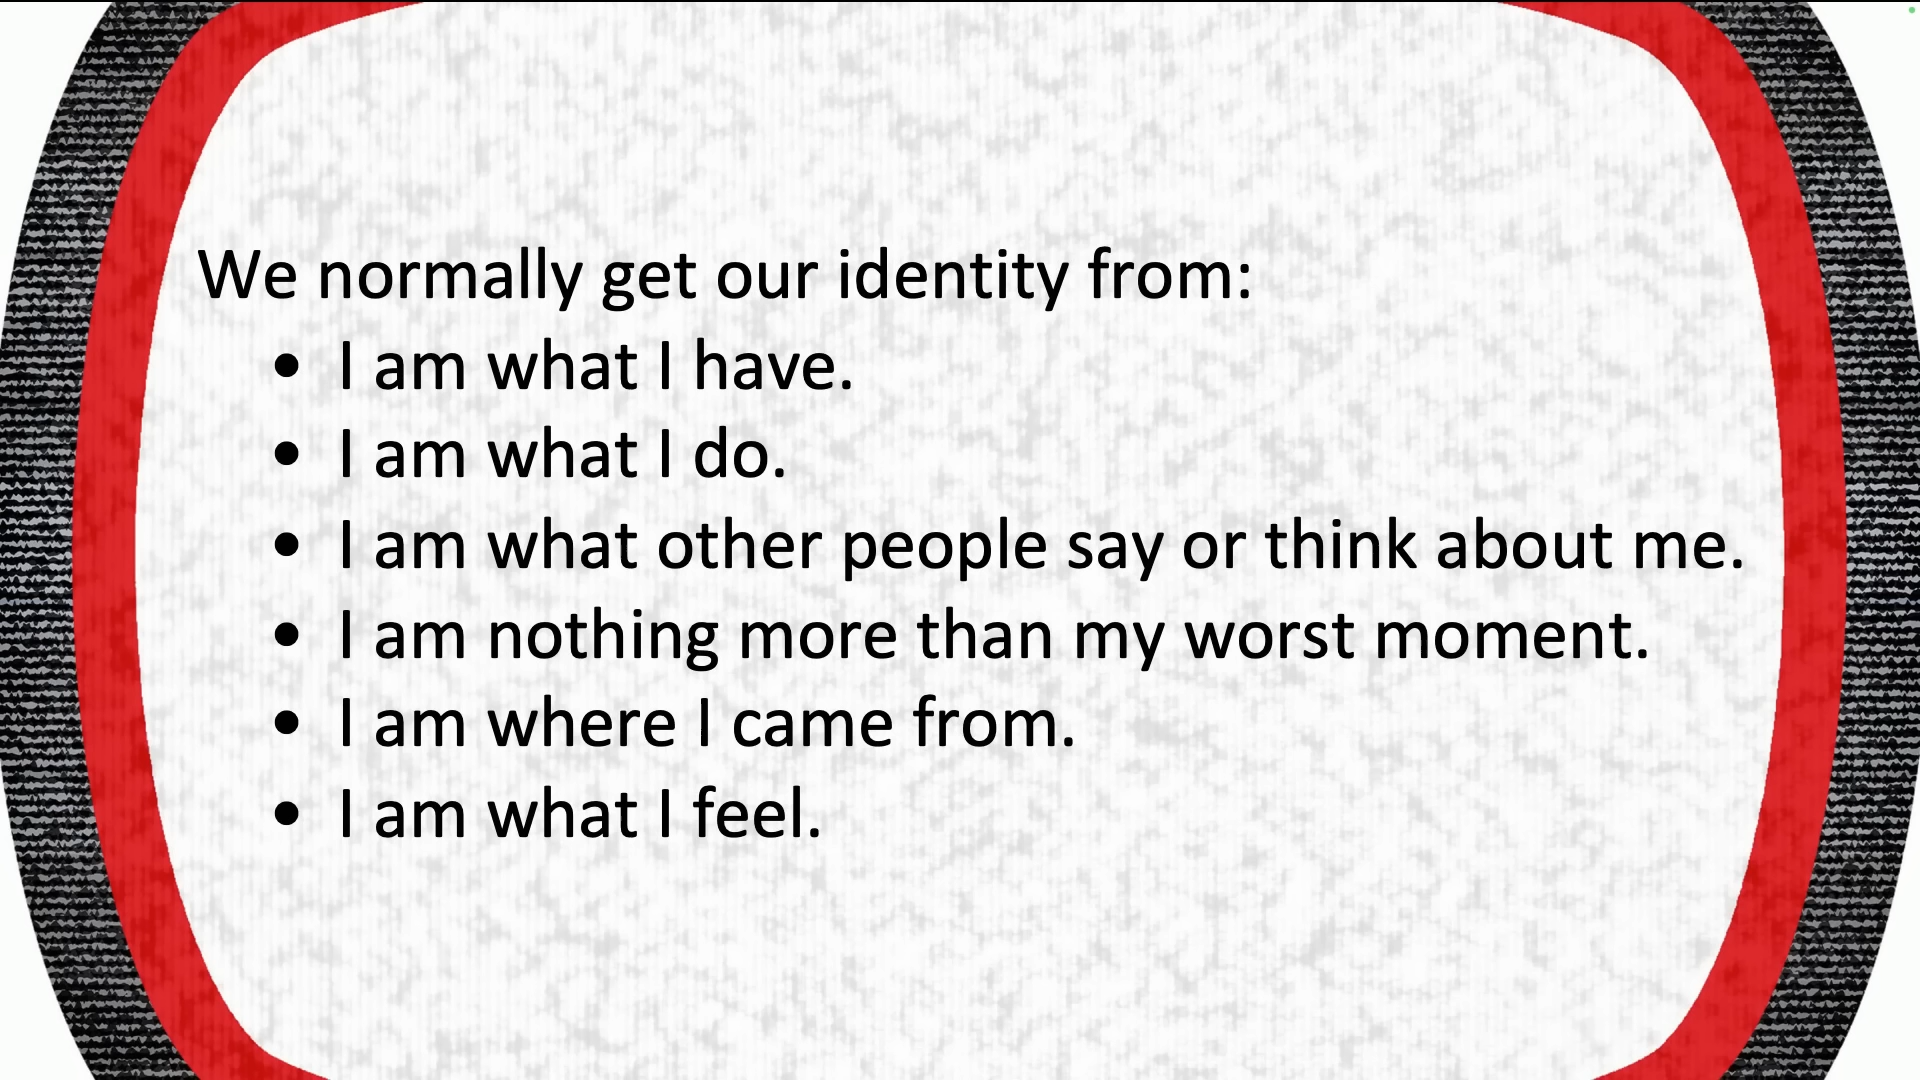 We normally get our identity from:
• I am what I have.
• I am what I do.
• I am what other people say or think about me.
• I am nothing more than my worst moment.
• I am where I came from.
• I am what I feel.